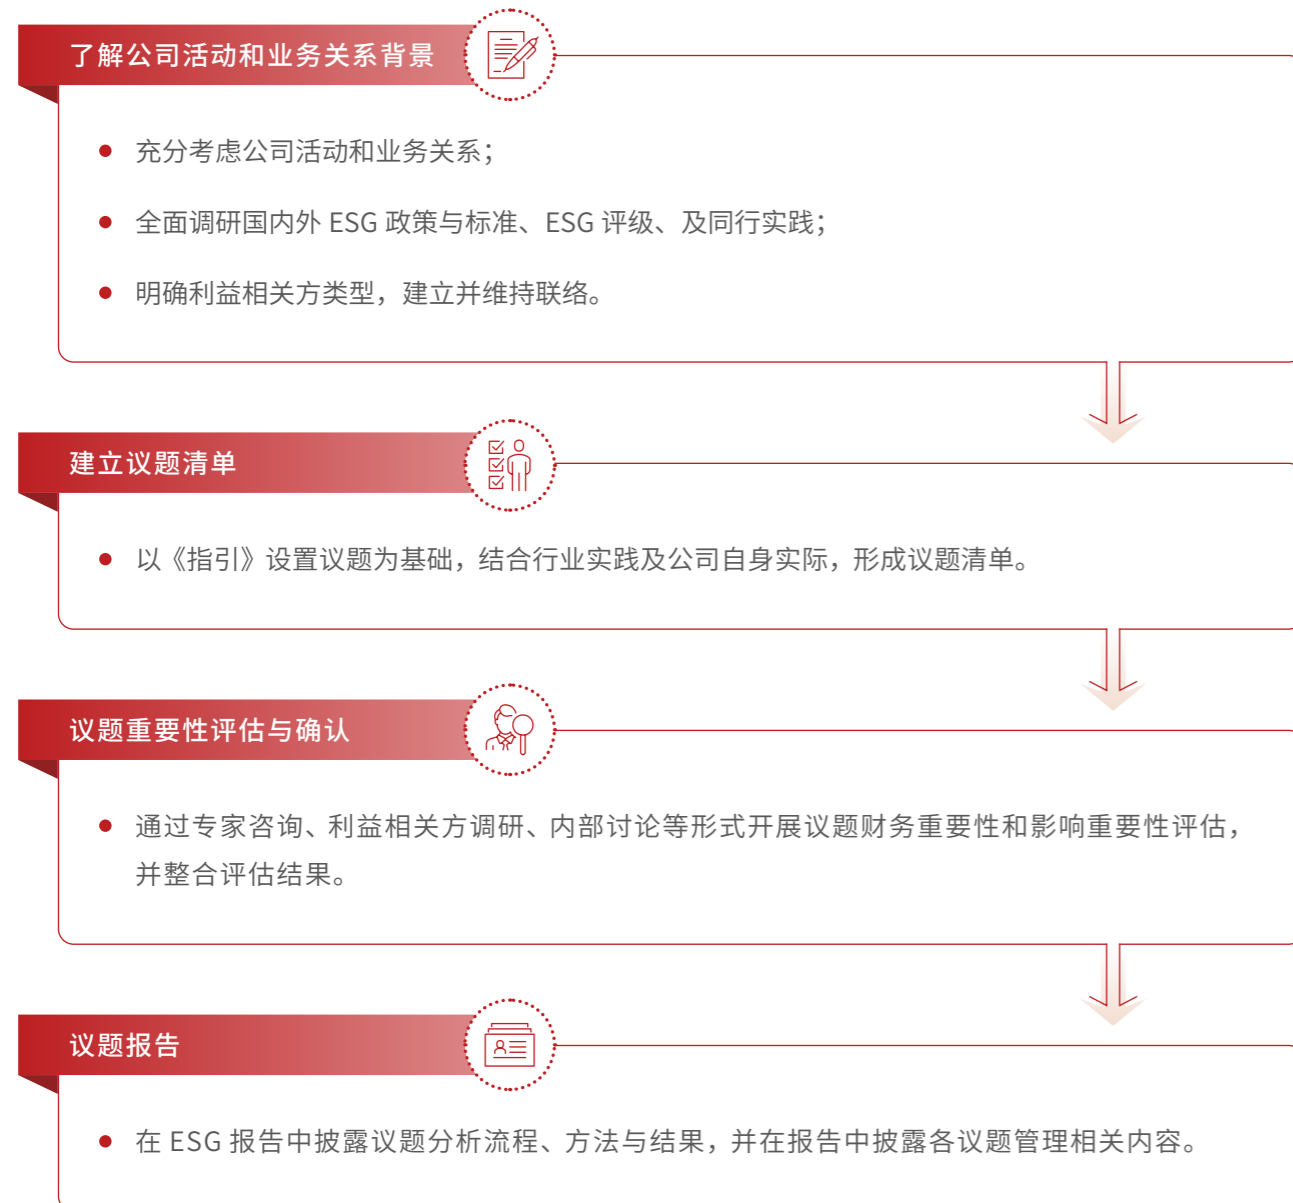 了解公司活动和业务关系背景
充分考虑公司活动和业务关系；
全面调研国内外 ESG 政策与标准、ESG 评级、及同行实践；
明确利益相关方类型，建立并维持联络。
建立议题清单
以《指引》设置议题为基础，结合行业实践及公司自身实际，形成议题清单。
议题重要性评估与确认
通过专家咨询、利益相关方调研、内部讨论等形式开展议题财务重要性和影响重要性评估，
并整合评估结果。
议题报告
在 ESG 报告中披露议题分析流程、方法与结果，并在报告中披露各议题管理相关内容。